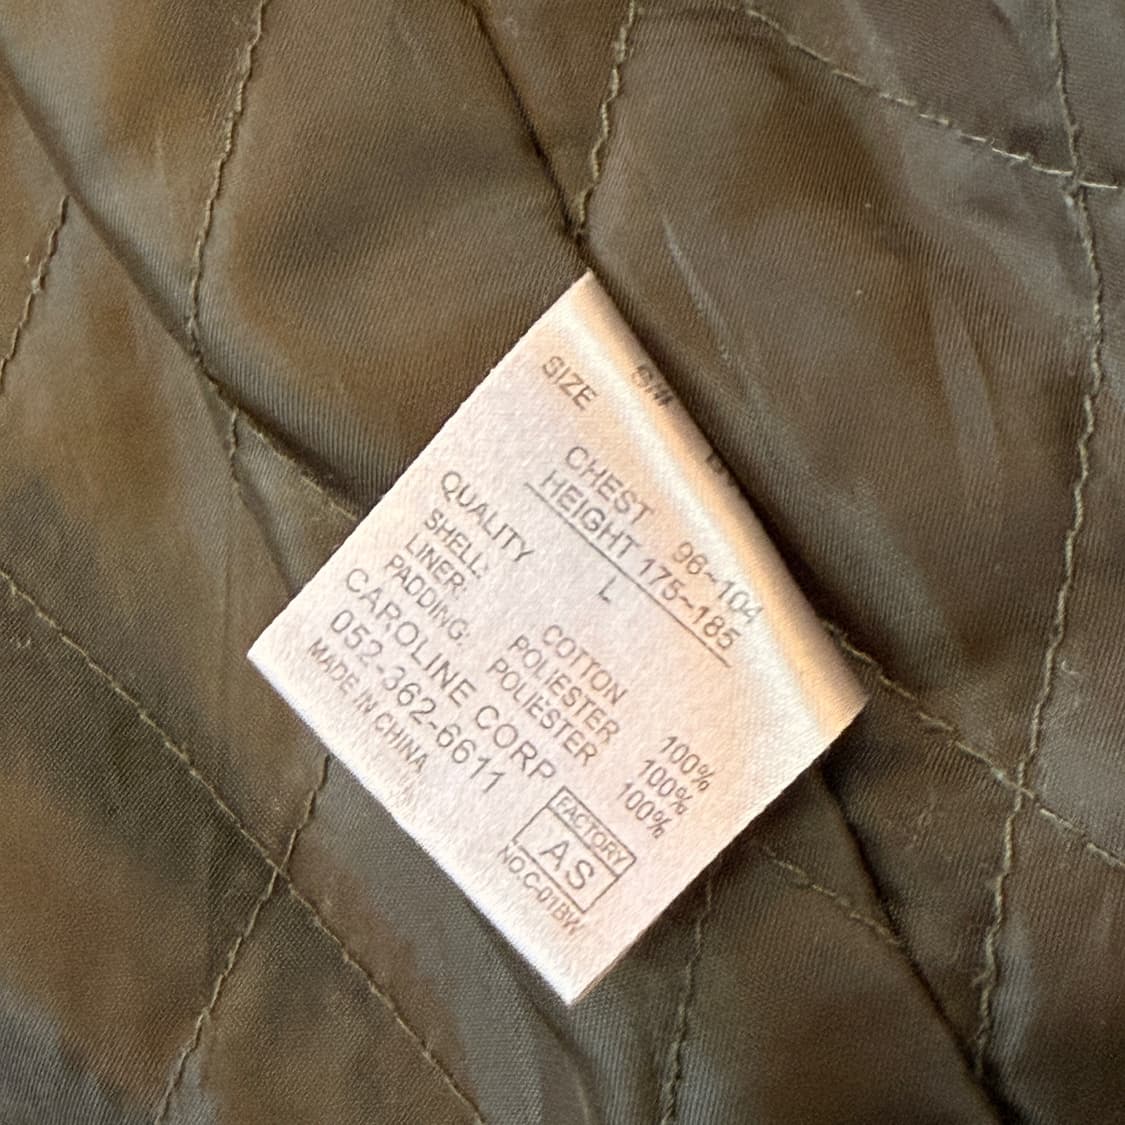 SIZE
CHEST 96~104
HEIGHT 175~185
L
QUALITY
SHELL: COTTON 100%
LINER: POLIESTER 100%
PADDING: POLIESTER 100%
CAROLINE CORP
052-362-6611
MADE IN CHINA
FACTORY
AS
NO.C-01BW